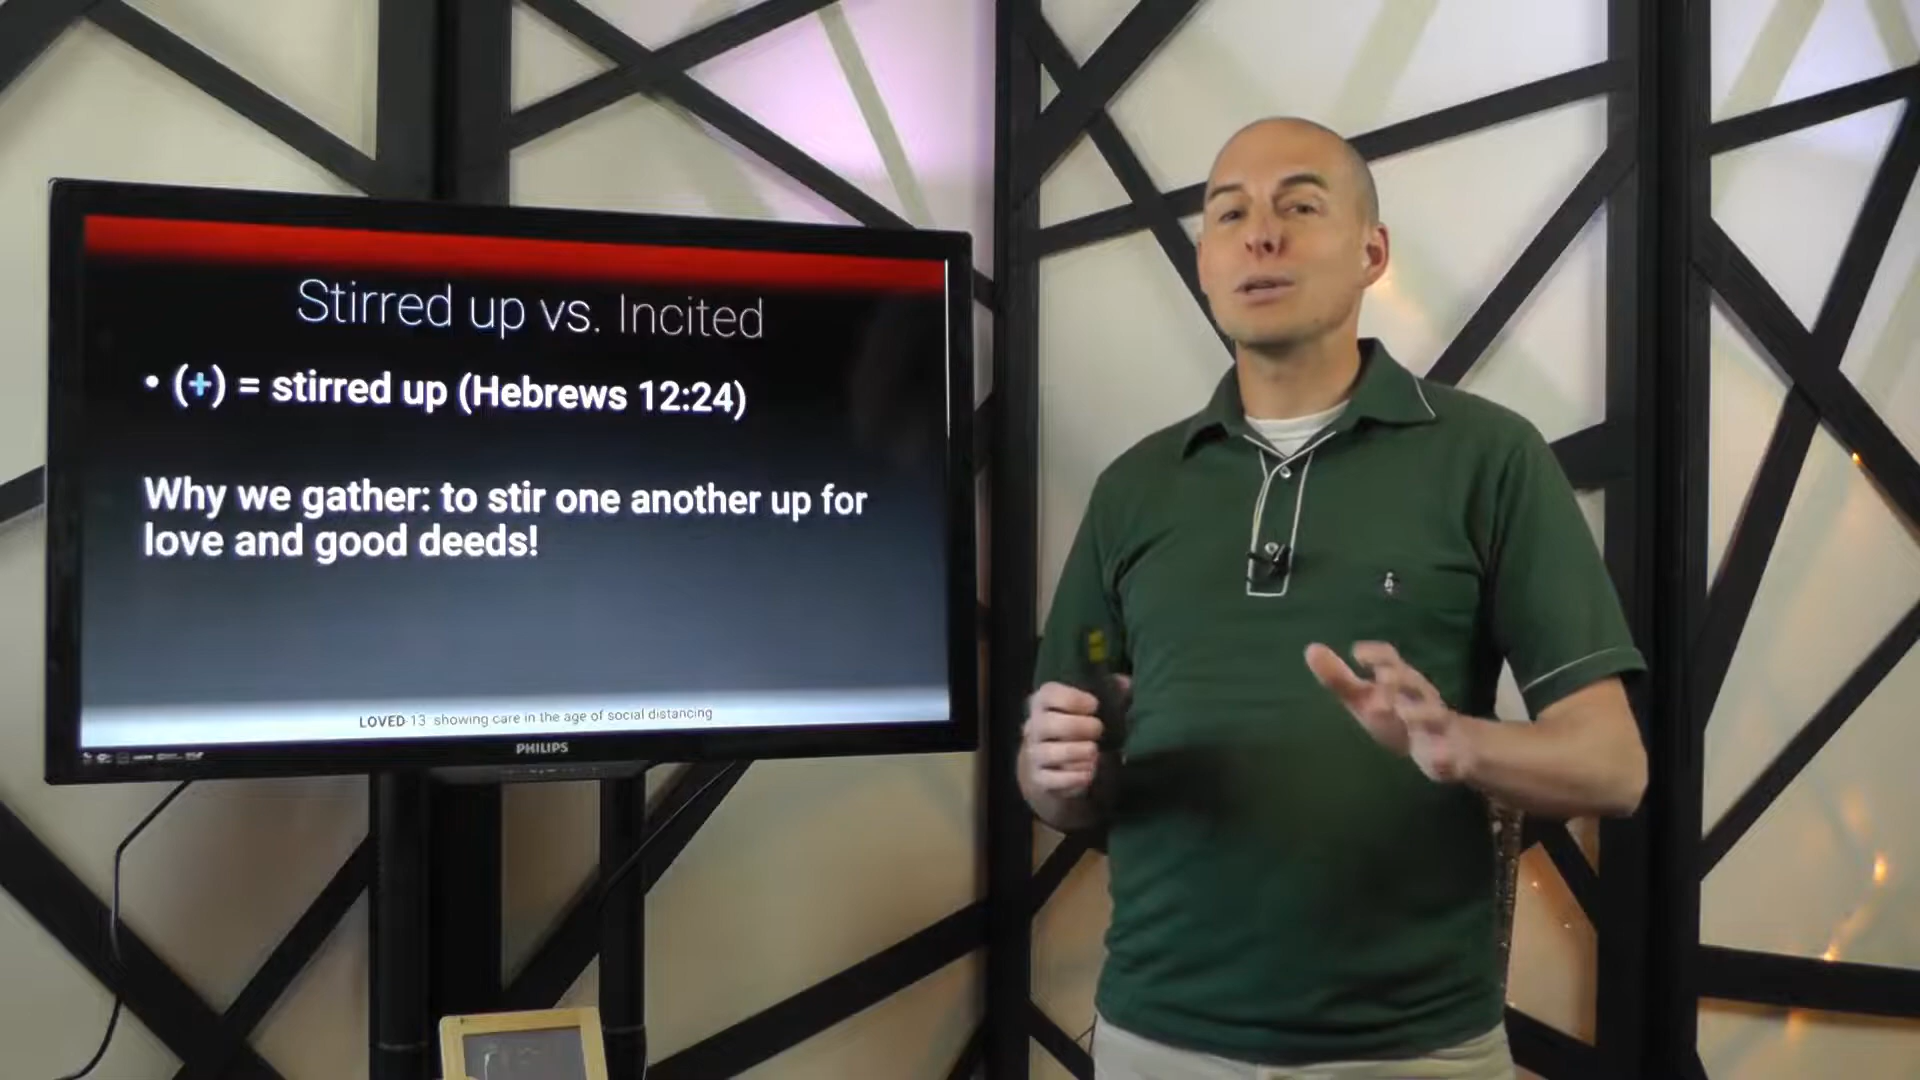 Stirred up vs. Incited
• (+) = stirred up (Hebrews 12:24)
Why we gather: to stir one another up for
love and good deeds!
LOVED 13 showing care in the age of social distancing
PHILIPS